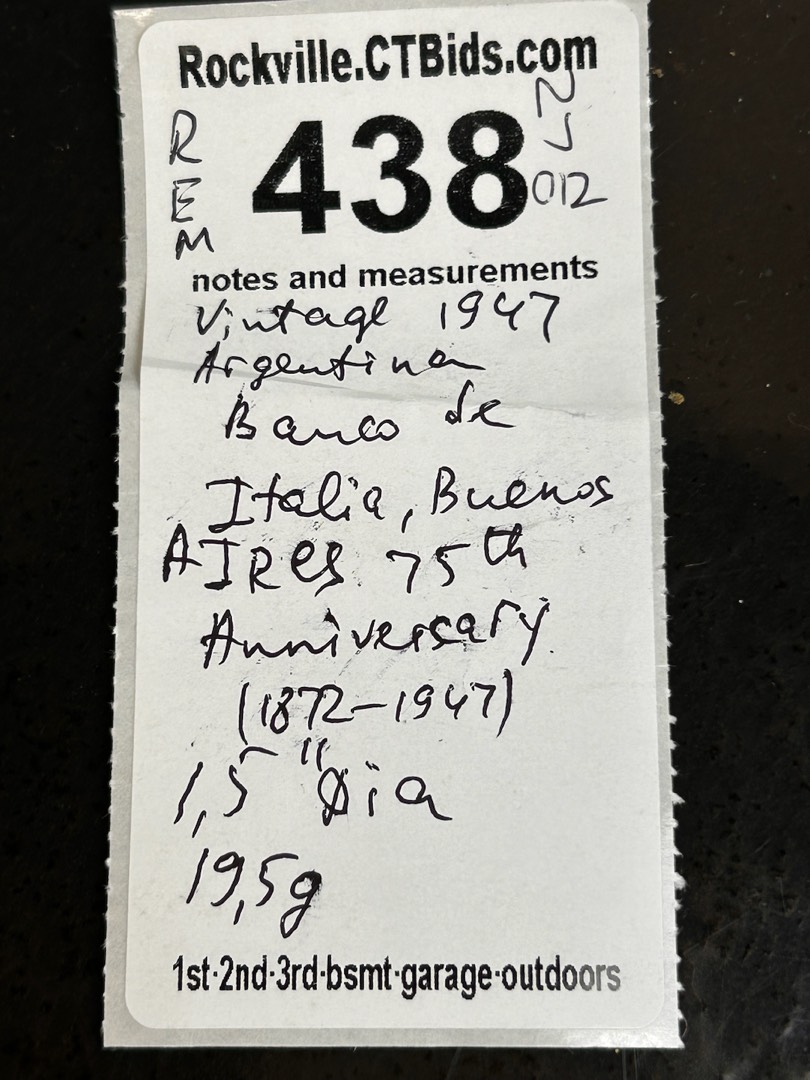 Rockville.CTBids.com
REM
438
012
notes and measurements
Vintage 1947
Argentina
Banco de
Italia, Buenos
AIRes 75th
Anniversary
(1872-1947)
1,5" Dia
19,5g
1st·2nd·3rd·bsmt·garage·outdoors